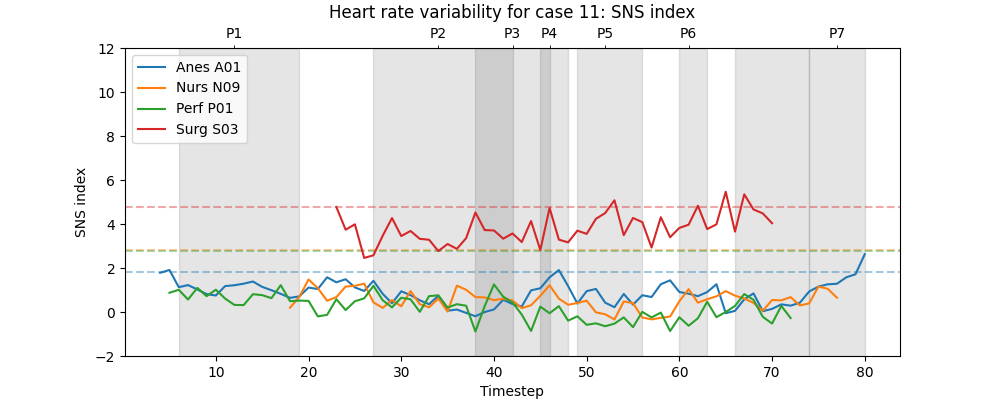 Heart rate variability for case 11: SNS index
P1 P2 P3 P4 P5 P6 P7
12
10
8
6
4
2
0
−2
SNS index
Anes A01
Nurs N09
Perf P01
Surg S03
10 20 30 40 50 60 70 80
Timestep